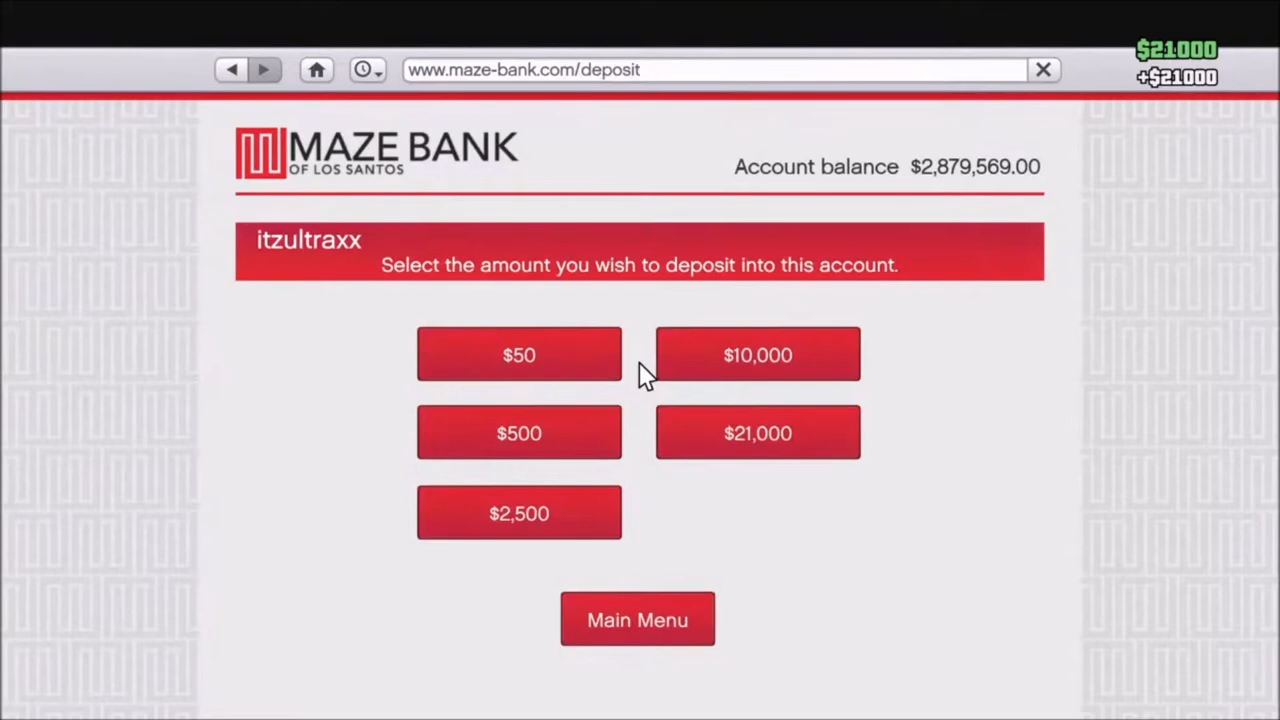 $21000
www.maze-bank.com/deposit
+$21000
MAZE BANK
OF LOS SANTOS
Account balance $2,879,569.00
itzultraxx
Select the amount you wish to deposit into this account.
$50 $10,000
$500 $21,000
$2,500
Main Menu